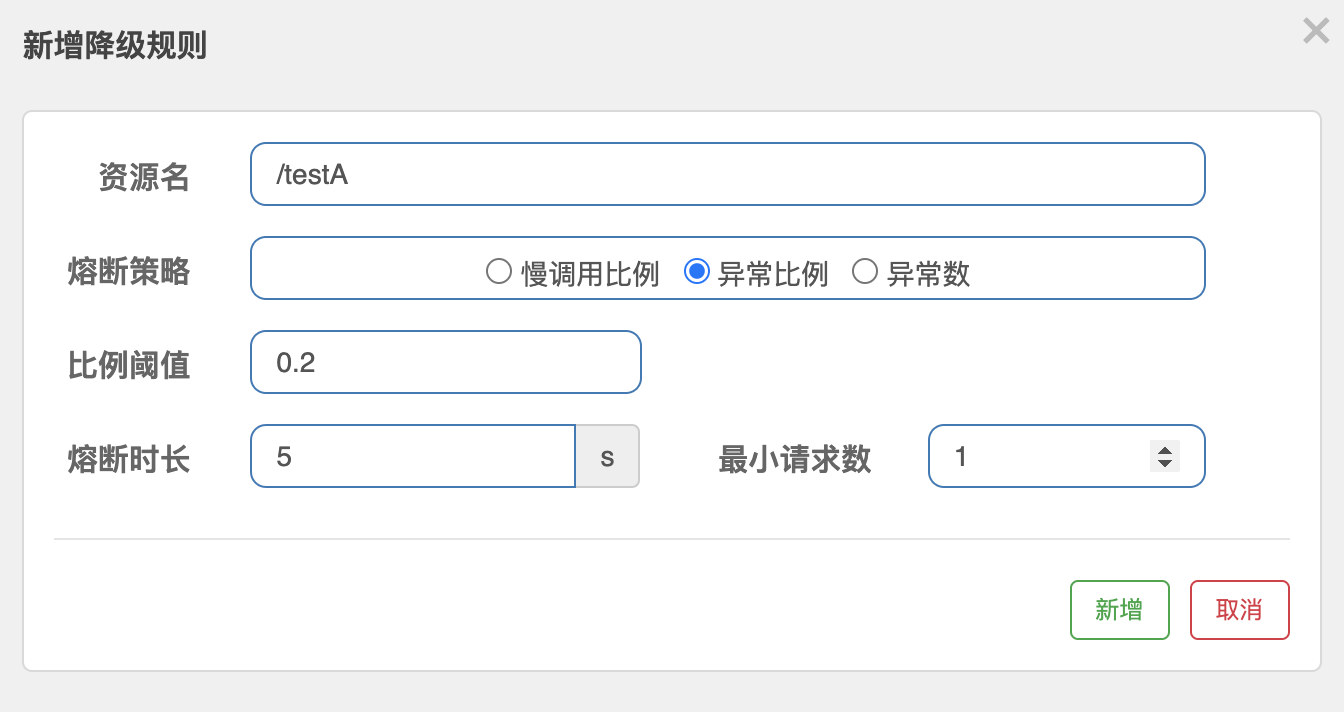 新增降级规则
×
资源名 /testA
熔断策略 慢调用比例 异常比例 异常数
比例阈值 0.2
熔断时长 5 s 最小请求数 1
新增 取消